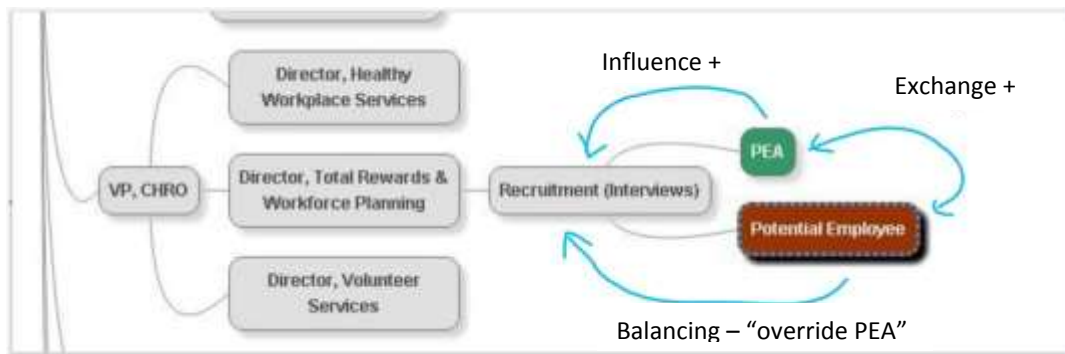 Influence +
Exchange +
Director, Healthy
Workplace Services
PEA
VP, CHRO
Director, Total Rewards &
Workforce Planning
Recruitment (Interviews)
Potential Employee
Director, Volunteer
Services
Balancing – “override PEA”